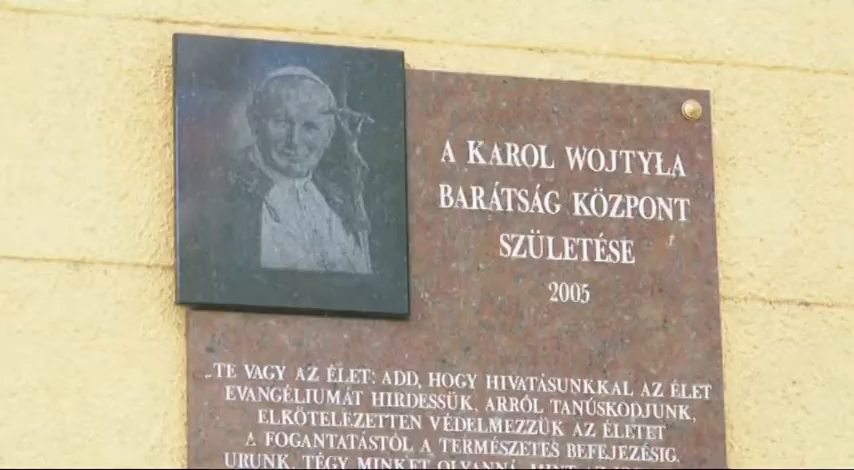 A KAROL WOJTYŁA
BARÁTSÁG KÖZPONT
SZÜLETÉSE
2005
„TE VAGY AZ ÉLET: ADD, HOGY HIVATÁSUNKKAL AZ ÉLET
EVANGÉLIUMÁT HIRDESSÜK, ARRÓL TANÚSKODJUNK,
ELKÖTELEZETTEN VÉDELMEZZÜK AZ ÉLETET
A FOGANTATÁSTÓL A TERMÉSZETES BEFEJEZÉSIG.
URUNK, TÉGY MINKET OLYANNÁ, MINT AZ